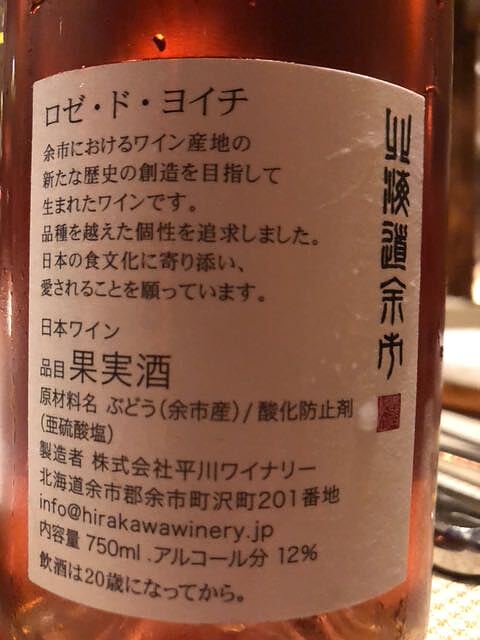 ロゼ・ド・ヨイチ
余市におけるワイン産地の
新たな歴史の創造を目指して
生まれたワインです。
品種を越えた個性を追求しました。
日本の食文化に寄り添い、
愛されることを願っています。
日本ワイン
品目 果実酒
原材料名 ぶどう(余市産)/酸化防止剤
(亜硫酸塩)
製造者 株式会社平川ワイナリー
北海道余市郡余市町沢町201番地
info@hirakawawinery.jp
内容量 750ml .アルコール分 12%
飲酒は20歳になってから。
北海道余市